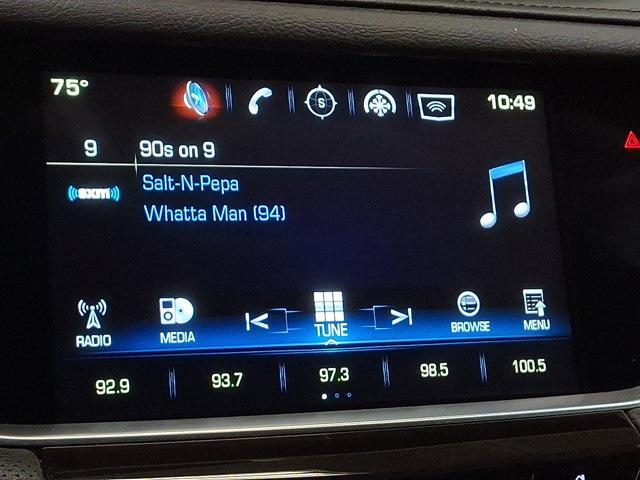 75° S 10:49
9 90s on 9
((sxm)) Salt-N-Pepa
Whatta Man (94)
RADIO MEDIA TUNE BROWSE MENU
92.9 93.7 97.3 98.5 100.5